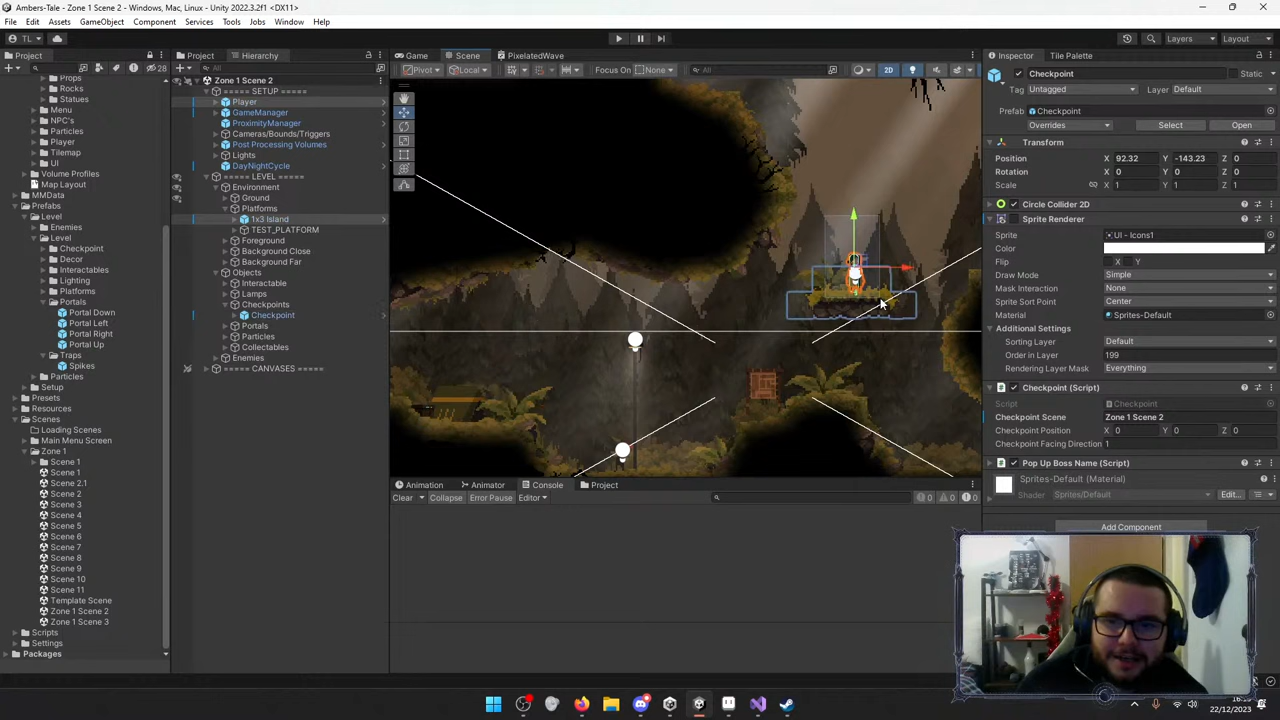 Ambers-Tale - Zone 1 Scene 2 - Windows, Mac, Linux - Unity 2022.3.2f1 <DX11>
File Edit Assets GameObject Component Services Tools Jobs Window Help
TL Layers Layout
Project Project Hierarchy Game Scene PixelatedWave Inspector Tile Palette
28 All Pivot Local Focus On None All 2D
Props
Rocks
Statues
Menu
NPC's
Particles
Player
Tilemap
UI
Volume Profiles
Map Layout
MMData
Prefabs
Level
Enemies
Level
Checkpoint
Decor
Interactables
Lighting
Platforms
Portals
Portal Down
Portal Left
Portal Right
Portal Up
Traps
Spikes
Particles
Setup
Presets
Resources
Scenes
Loading Scenes
Main Menu Screen
Zone 1
Scene 1
Scene 1
Scene 2.1
Scene 2
Scene 3
Scene 4
Scene 5
Scene 6
Scene 7
Scene 8
Scene 9
Scene 10
Scene 11
Template Scene
Zone 1 Scene 2
Zone 1 Scene 3
Scripts
Settings
Packages
Zone 1 Scene 2
===== SETUP =====
Player
GameManager
ProximityManager
Cameras/Bounds/Triggers
Post Processing Volumes
Lights
DayNightCycle
===== LEVEL =====
Environment
Ground
Platforms
1x3 Island
TEST_PLATFORM
Foreground
Background Close
Background Far
Objects
Interactable
Lamps
Checkpoints
Checkpoint
Portals
Particles
Collectables
Enemies
===== CANVASES =====
Animation Animator Console Project
Clear Collapse Error Pause Editor 0 0 0
Checkpoint Static
Tag Untagged Layer Default
Prefab Checkpoint
Overrides Select Open
Transform
Position X 92.32 Y -143.23 Z 0
Rotation X 0 Y 0 Z 0
Scale X 1 Y 1 Z 1
Circle Collider 2D
Sprite Renderer
Sprite UI - Icons1
Color
Flip X Y
Draw Mode Simple
Mask Interaction None
Sprite Sort Point Center
Material Sprites-Default
Additional Settings
Sorting Layer Default
Order in Layer 199
Rendering Layer Mask Everything
Checkpoint (Script)
Script Checkpoint
Checkpoint Scene Zone 1 Scene 2
Checkpoint Position X 0 Y 0 Z 0
Checkpoint Facing Direction 1
Pop Up Boss Name (Script)
Sprites-Default (Material)
Shader Sprites/Default Edit...
Add Component
22/12/2023